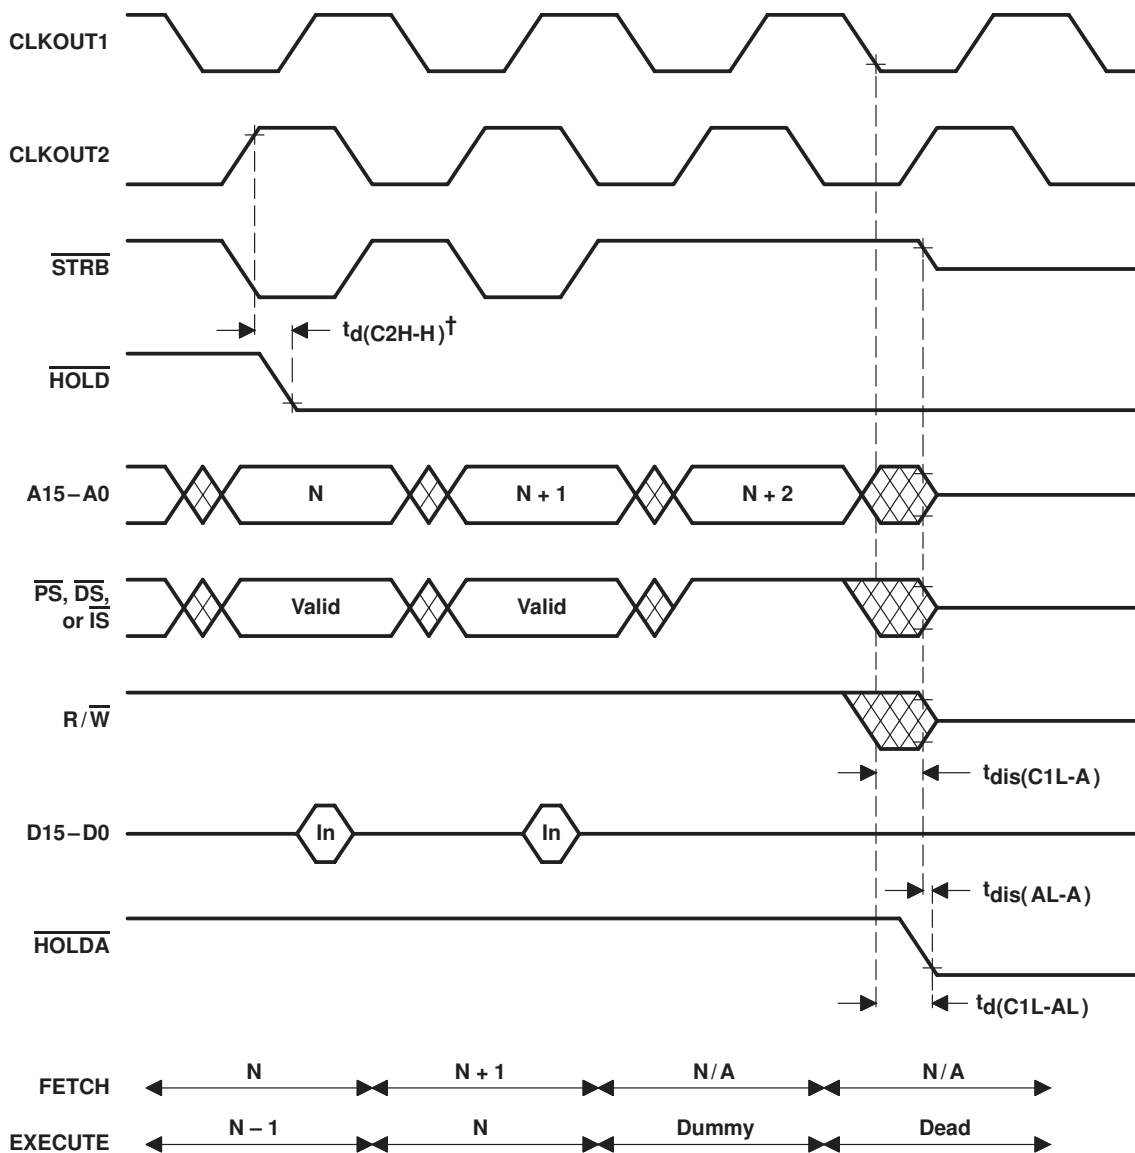 CLKOUT1
CLKOUT2
STRB
td(C2H-H)†
HOLD
A15–A0
N
N + 1
N + 2
PS, DS,
or IS
Valid
Valid
R/W
tdis(C1L-A)
D15–D0
In
In
tdis(AL-A)
HOLDA
td(C1L-AL)
FETCH
N
N + 1
N/A
N/A
EXECUTE
N – 1
N
Dummy
Dead